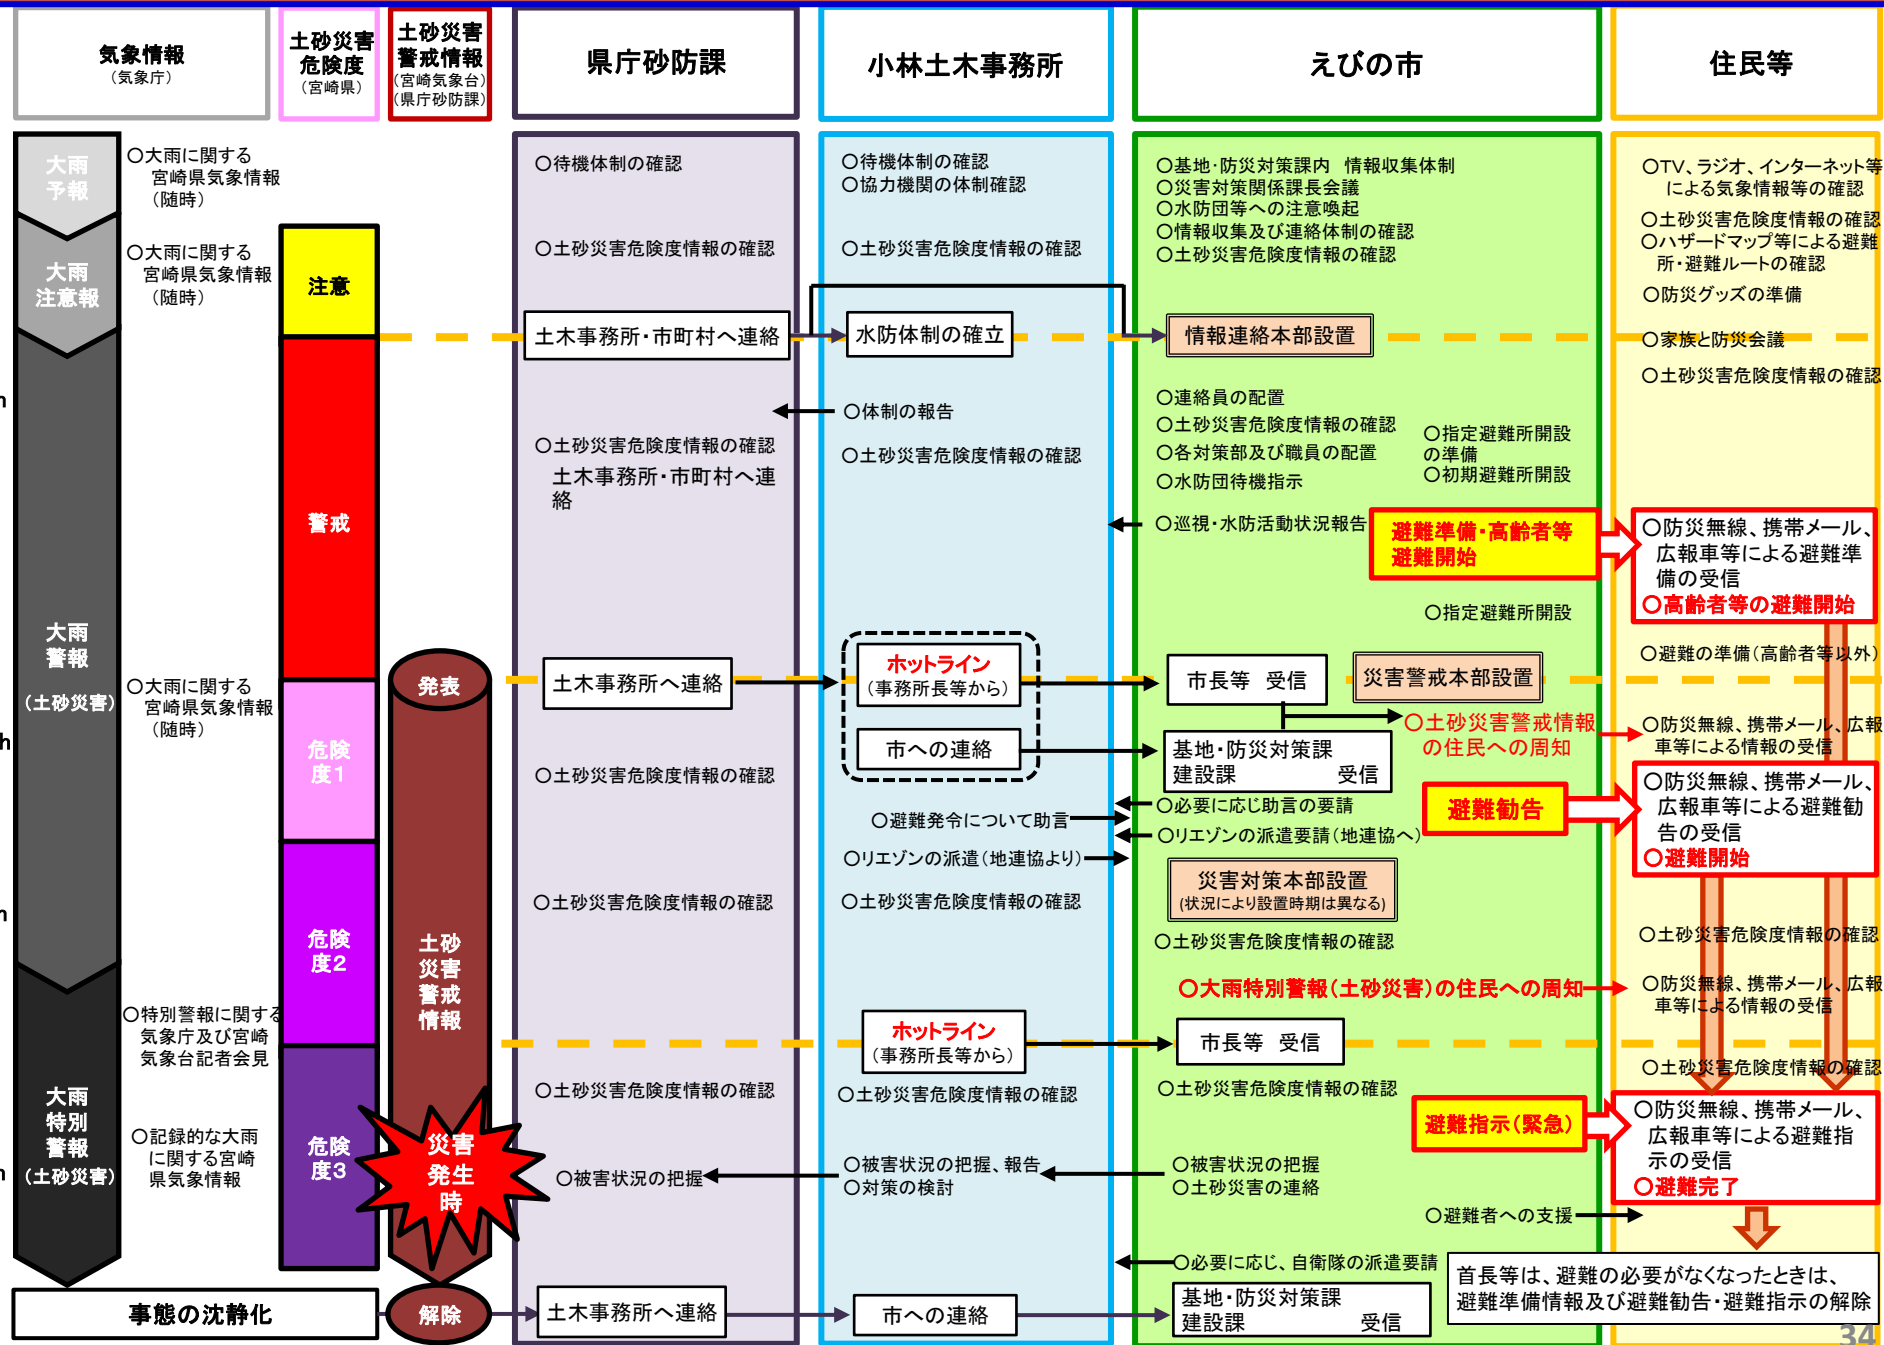 気象情報
(気象庁)
土砂災害
危険度
(宮崎県)
土砂災害
警戒情報
(宮崎気象台)
(県庁砂防課)
県庁砂防課
小林土木事務所
えびの市
住民等
大雨
予報
大雨
注意報
大雨
警報
(土砂災害)
大雨
特別
警報
(土砂災害)
○大雨に関する
宮崎県気象情報
(随時)
○大雨に関する
宮崎県気象情報
(随時)
○大雨に関する
宮崎県気象情報
(随時)
○特別警報に関する
気象庁及び宮崎
気象台記者会見
○記録的な大雨
に関する宮崎
県気象情報
注意
警戒
危険
度1
危険
度2
危険
度3
発表
土砂
災害
警戒
情報
災害
発生
時
解除
事態の沈静化
○待機体制の確認
○土砂災害危険度情報の確認
土木事務所・市町村へ連絡
○土砂災害危険度情報の確認
土木事務所・市町村へ連
絡
土木事務所へ連絡
○土砂災害危険度情報の確認
○土砂災害危険度情報の確認
○土砂災害危険度情報の確認
○被害状況の把握
土木事務所へ連絡
○待機体制の確認
○協力機関の体制確認
○土砂災害危険度情報の確認
水防体制の確立
○体制の報告
○土砂災害危険度情報の確認
ホットライン
(事務所長等から)
市への連絡
○避難発令について助言
○リエゾンの派遣(地連協より)
○土砂災害危険度情報の確認
ホットライン
(事務所長等から)
○土砂災害危険度情報の確認
○被害状況の把握、報告
○対策の検討
市への連絡
○基地・防災対策課内 情報収集体制
○災害対策関係課長会議
○水防団等への注意喚起
○情報収集及び連絡体制の確認
○土砂災害危険度情報の確認
情報連絡本部設置
○連絡員の配置
○土砂災害危険度情報の確認
○各対策部及び職員の配置
○水防団待機指示
○指定避難所開設
の準備
○初期避難所開設
○巡視・水防活動状況報告
避難準備・高齢者等
避難開始
○指定避難所開設
市長等 受信
災害警戒本部設置
○土砂災害警戒情報
の住民への周知
基地・防災対策課
建設課 受信
○必要に応じ助言の要請
○リエゾンの派遣要請(地連協へ)
避難勧告
災害対策本部設置
(状況により設置時期は異なる)
○土砂災害危険度情報の確認
○大雨特別警報(土砂災害)の住民への周知
市長等 受信
○土砂災害危険度情報の確認
避難指示(緊急)
○被害状況の把握
○土砂災害の連絡
○避難者への支援
○必要に応じ、自衛隊の派遣要請
基地・防災対策課
建設課 受信
○TV、ラジオ、インターネット等
による気象情報等の確認
○土砂災害危険度情報の確認
○ハザードマップ等による避難
所・避難ルートの確認
○防災グッズの準備
○家族と防災会議
○土砂災害危険度情報の確認
○防災無線、携帯メール、
広報車等による避難準
備の受信
○高齢者等の避難開始
○避難の準備(高齢者等以外)
○防災無線、携帯メール、広報
車等による情報の受信
○防災無線、携帯メール、
広報車等による避難勧
告の受信
○避難開始
○土砂災害危険度情報の確認
○防災無線、携帯メール、広報
車等による情報の受信
○土砂災害危険度情報の確認
○防災無線、携帯メール、
広報車等による避難指
示の受信
○避難完了
首長等は、避難の必要がなくなったときは、
避難準備情報及び避難勧告・避難指示の解除
34